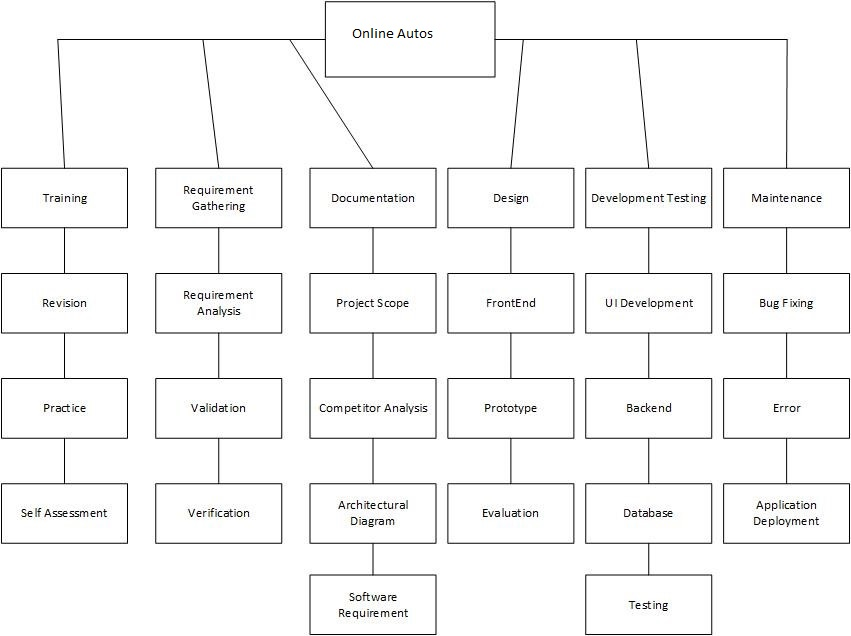 Online Autos
Training
Requirement
Gathering
Documentation
Design
Development Testing
Maintenance
Revision
Requirement
Analysis
Project Scope
FrontEnd
UI Development
Bug Fixing
Practice
Validation
Competitor Analysis
Prototype
Backend
Error
Self Assessment
Verification
Architectural
Diagram
Evaluation
Database
Application
Deployment
Software
Requirement
Testing